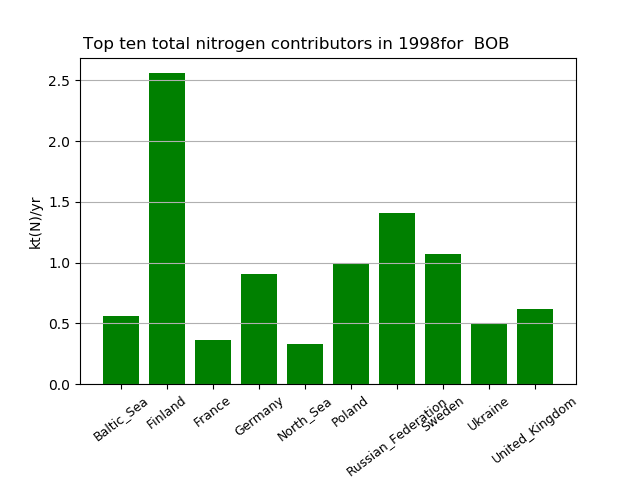 Top ten total nitrogen contributors in 1998for  BOB
kt(N)/yr
2.5
2.0
1.5
1.0
0.5
0.0
Baltic_Sea
Finland
France
Germany
North_Sea
Poland
Russian_Federation
Sweden
Ukraine
United_Kingdom